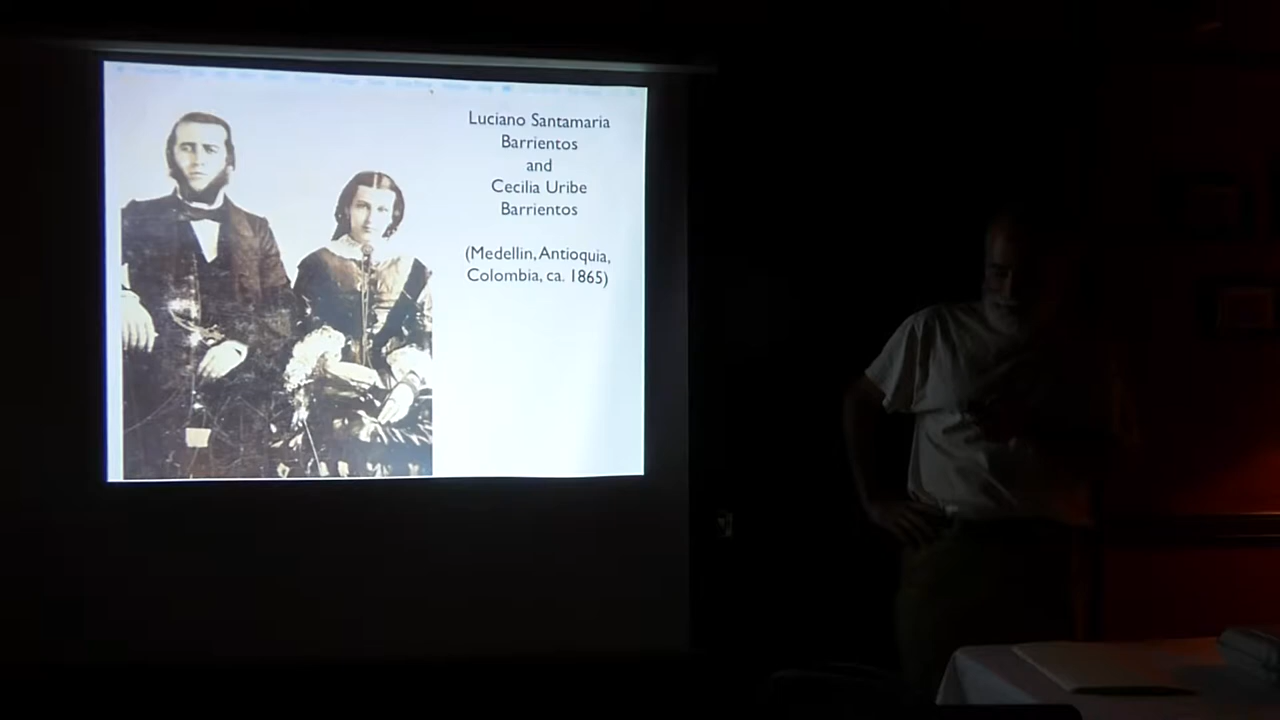 Luciano Santamaria
Barrientos
and
Cecilia Uribe
Barrientos
(Medellin, Antioquia,
Colombia, ca. 1865)